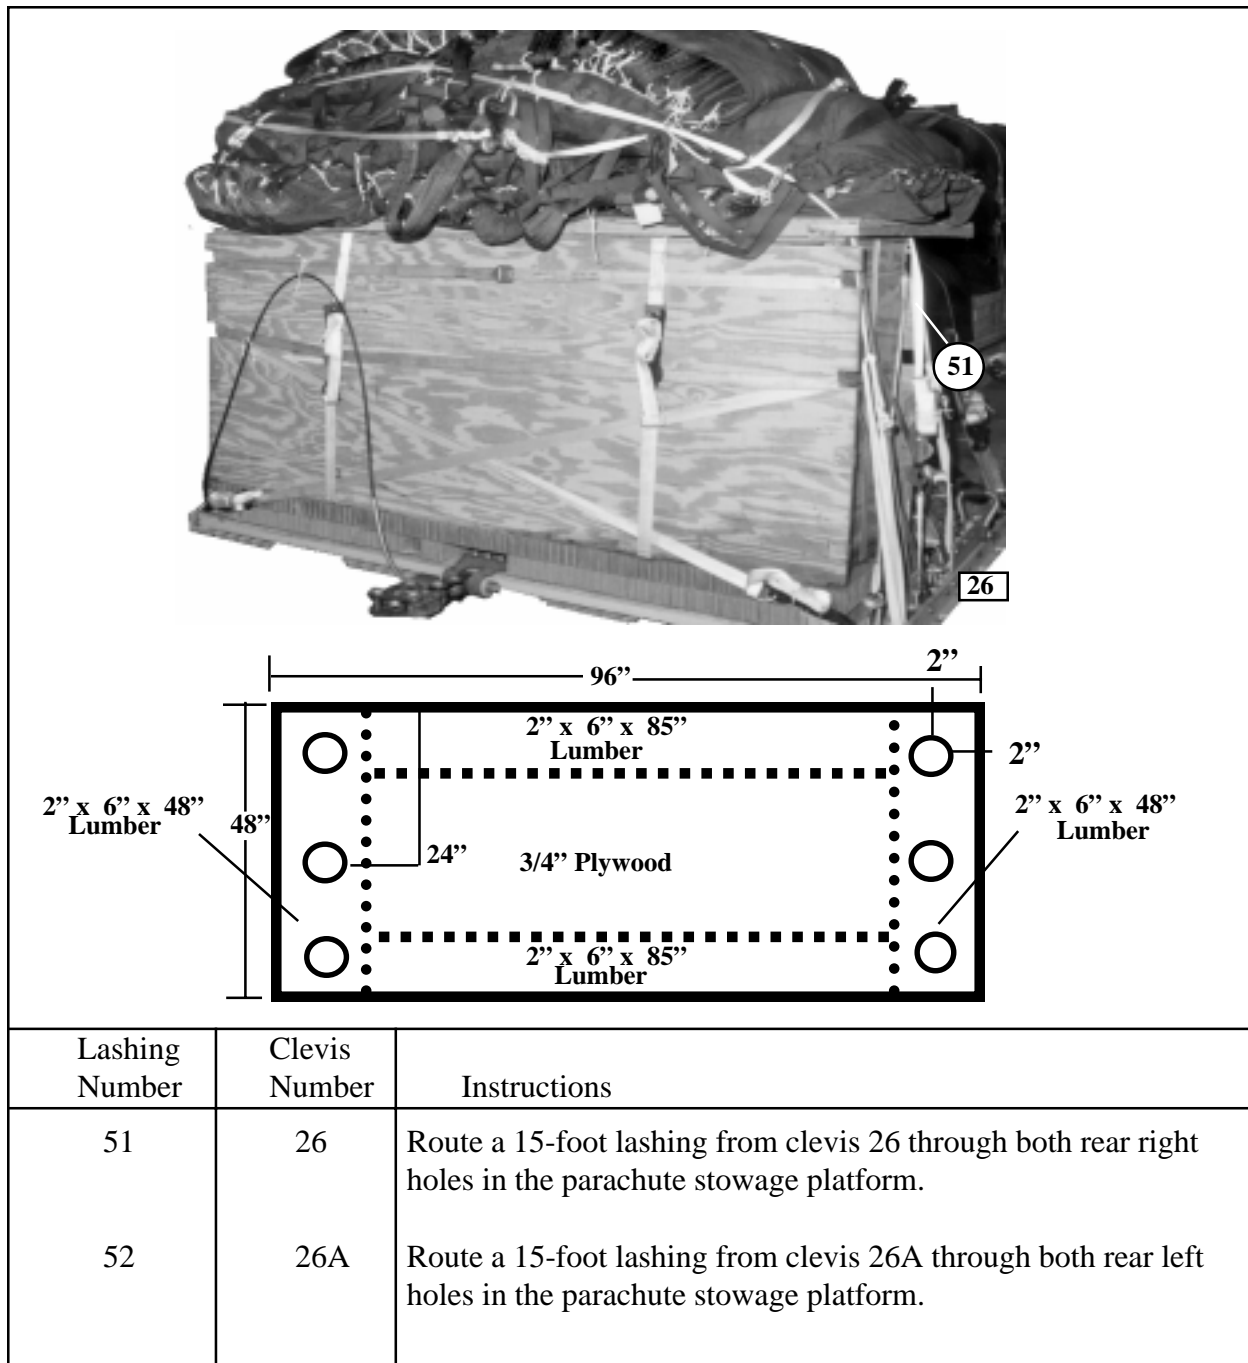 51
26
96”
2”
2” x 6” x 85”
Lumber
2”
2” x 6” x 48”
Lumber
48”
2” x 6” x 48”
Lumber
24”
3/4” Plywood
2” x 6” x 85”
Lumber
Lashing Number
Clevis Number
Instructions
51
26
Route a 15-foot lashing from clevis 26 through both rear right
holes in the parachute stowage platform.
52
26A
Route a 15-foot lashing from clevis 26A through both rear left
holes in the parachute stowage platform.